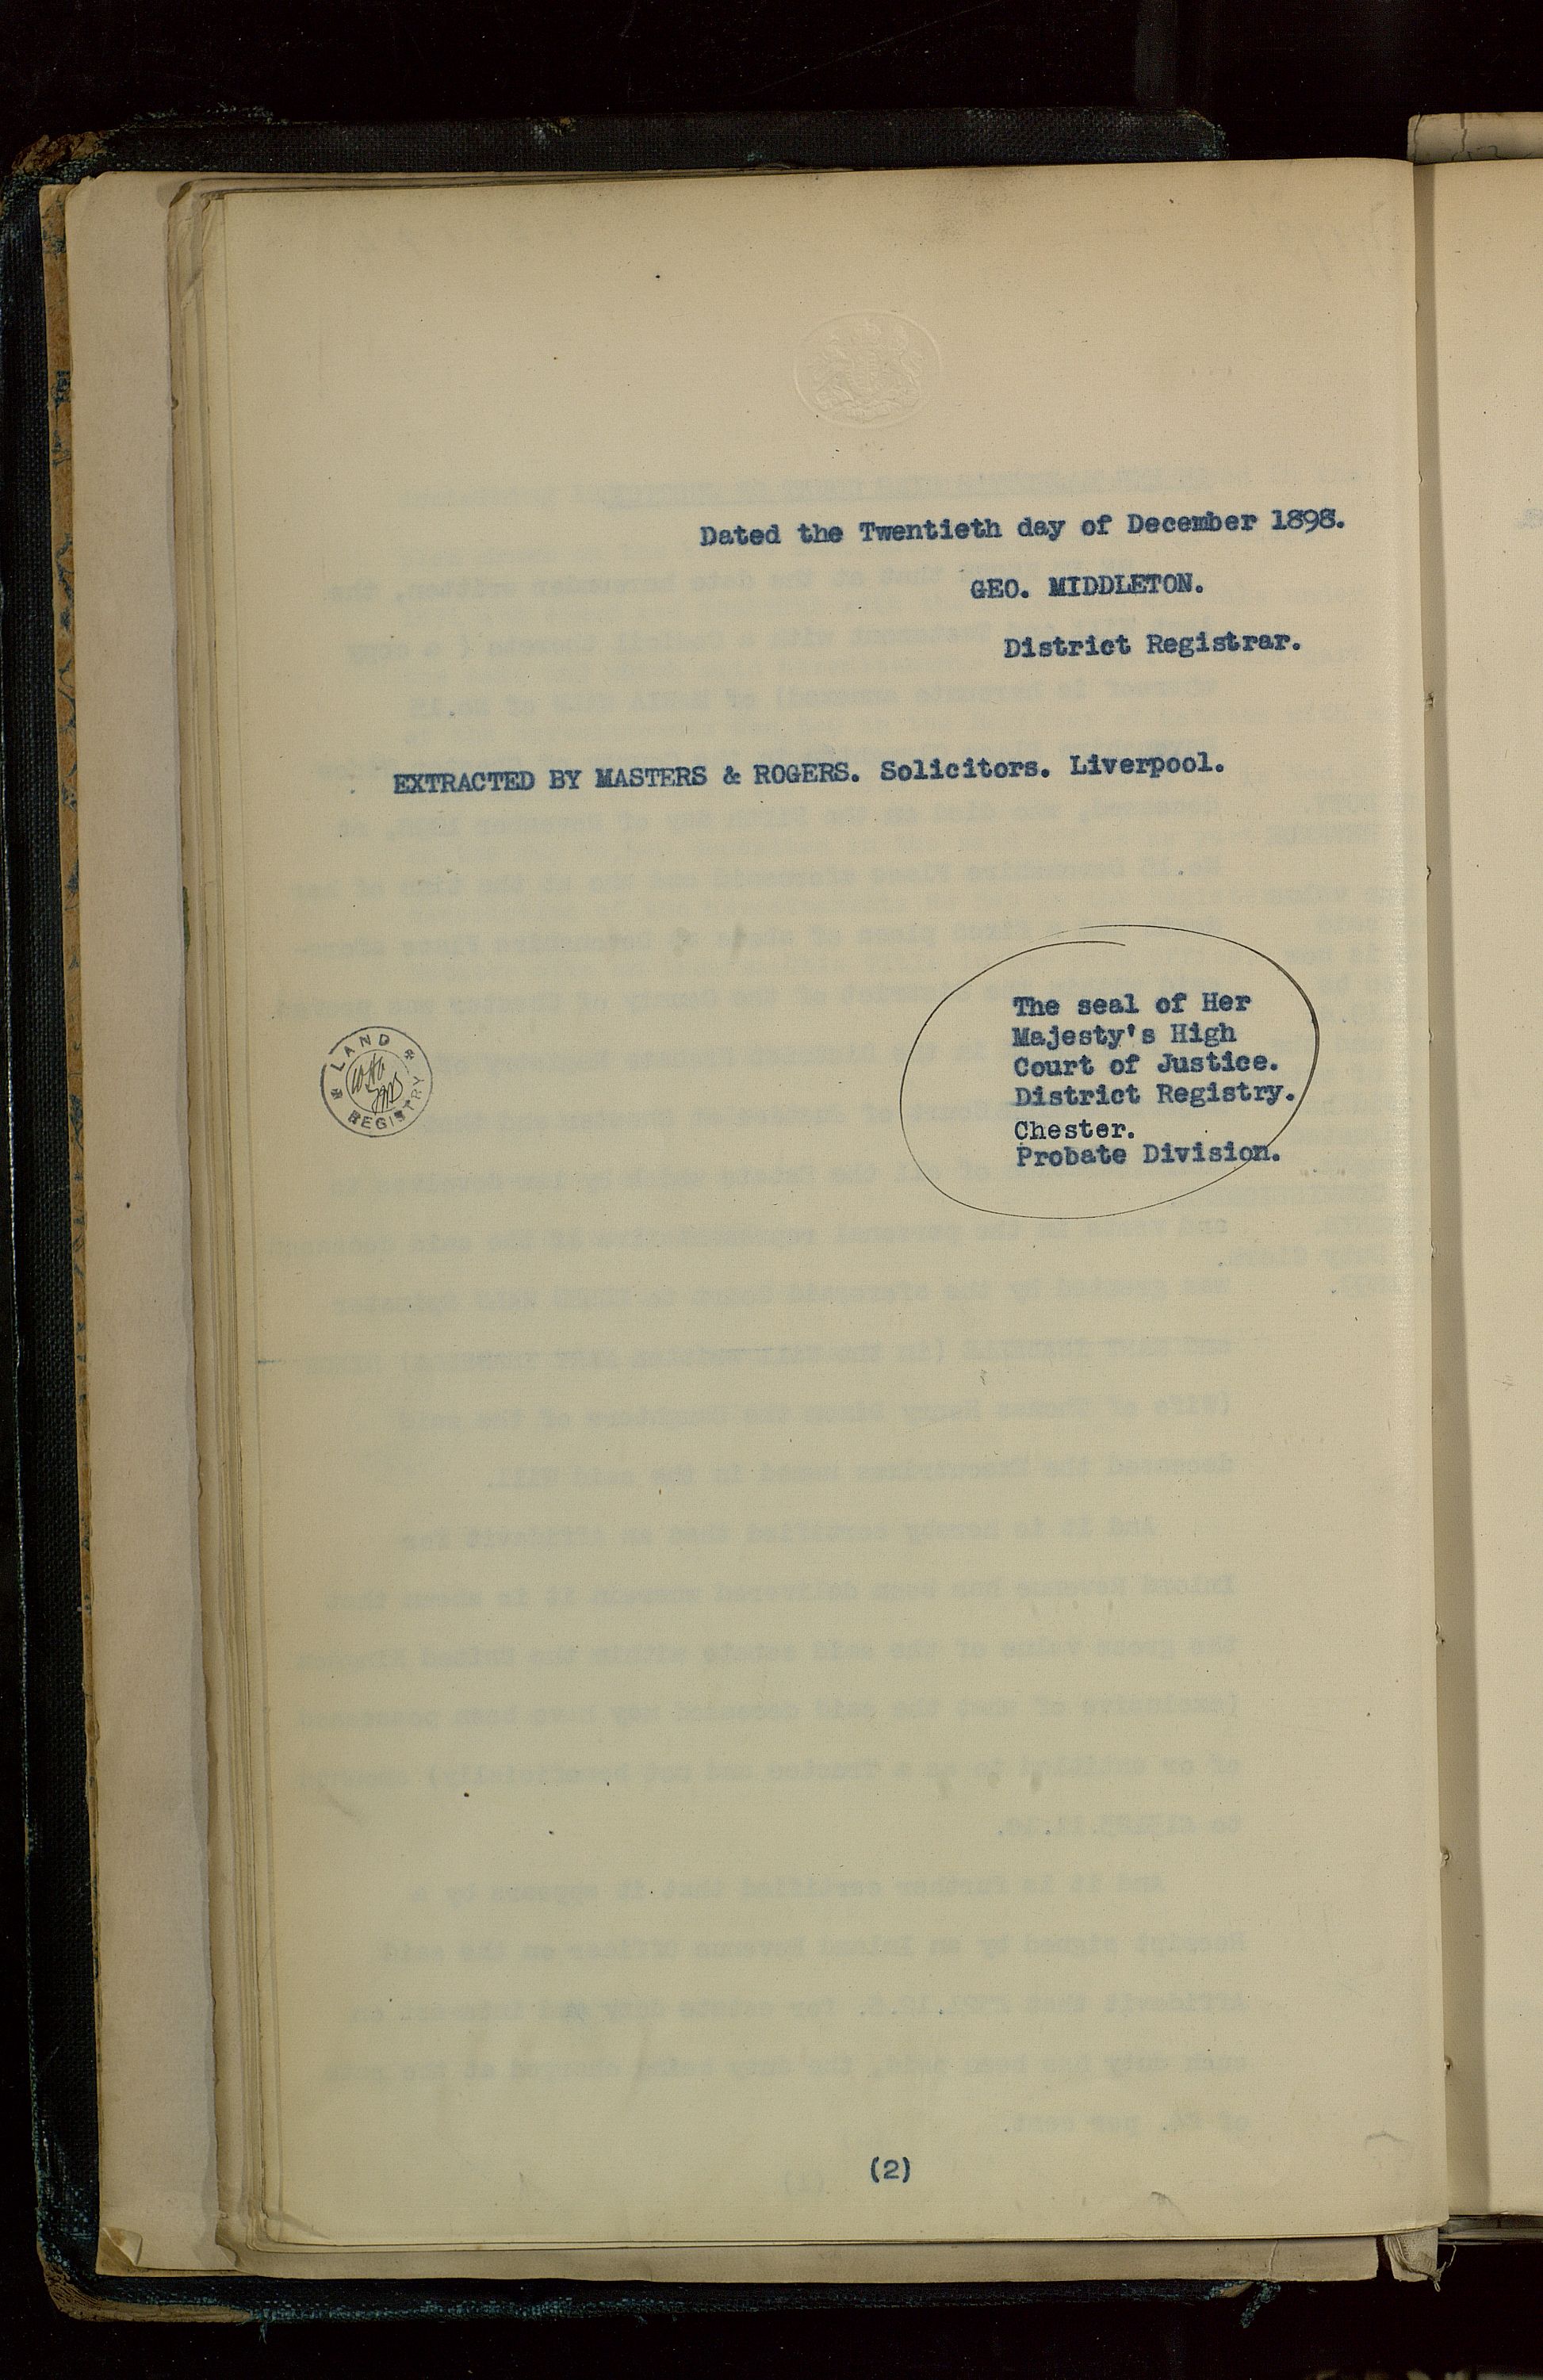 Dated the Twentieth day of December 1898.
GEO. MIDDLETON.
District Registrar.
EXTRACTED BY MASTERS & ROGERS. Solicitors. Liverpool.
The seal of Her
Majesty's High
Court of Justice.
District Registry.
Chester.
Probate Division.
LAND
REGISTRY
(2)